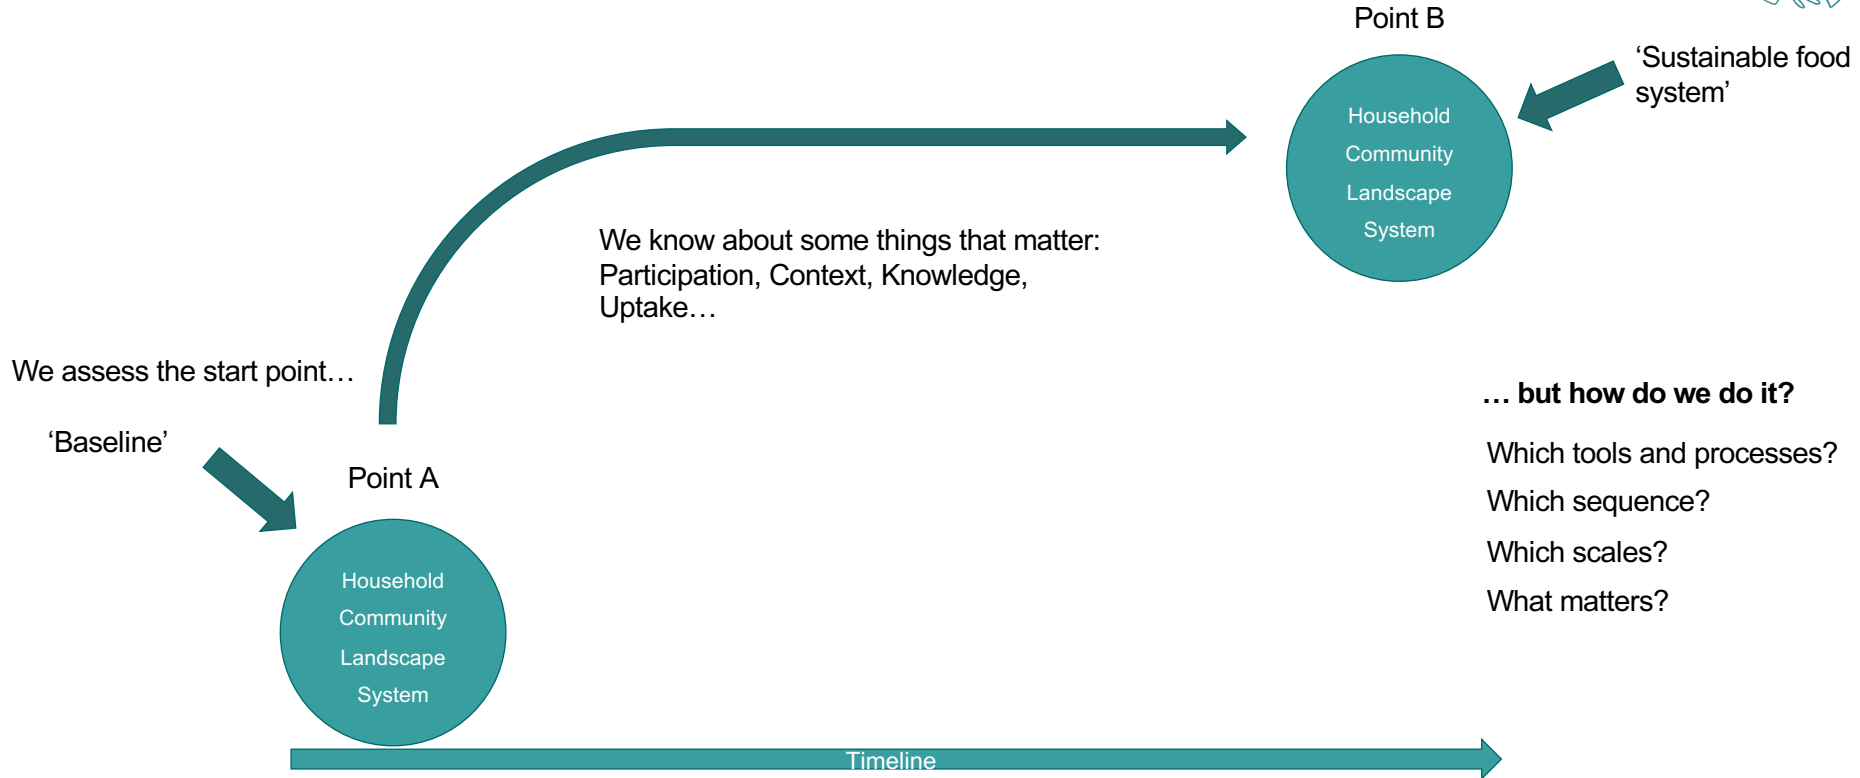 Point B
‘Sustainable food
system’
Household
Community
Landscape
System
We know about some things that matter:
Participation, Context, Knowledge,
Uptake…
We assess the start point…
‘Baseline’
Point A
Household
Community
Landscape
System
… but how do we do it?
Which tools and processes?
Which sequence?
Which scales?
What matters?
Timeline